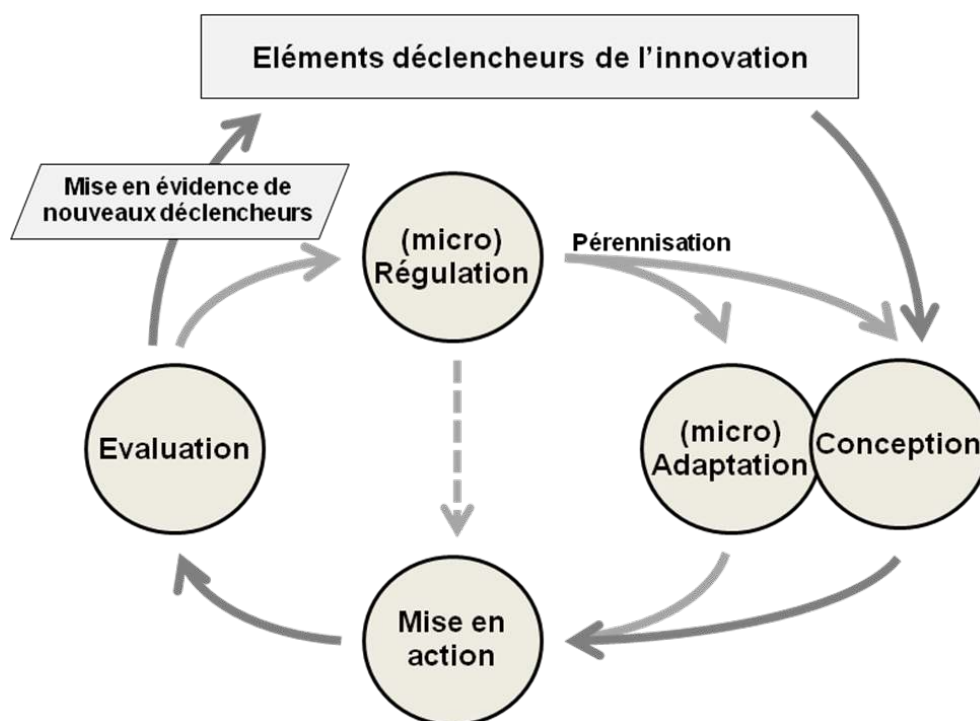 Eléments déclencheurs de l’innovation
Mise en évidence de
nouveaux déclencheurs
(micro)
Régulation
Pérennisation
Evaluation
(micro)
Adaptation
Conception
Mise en
action